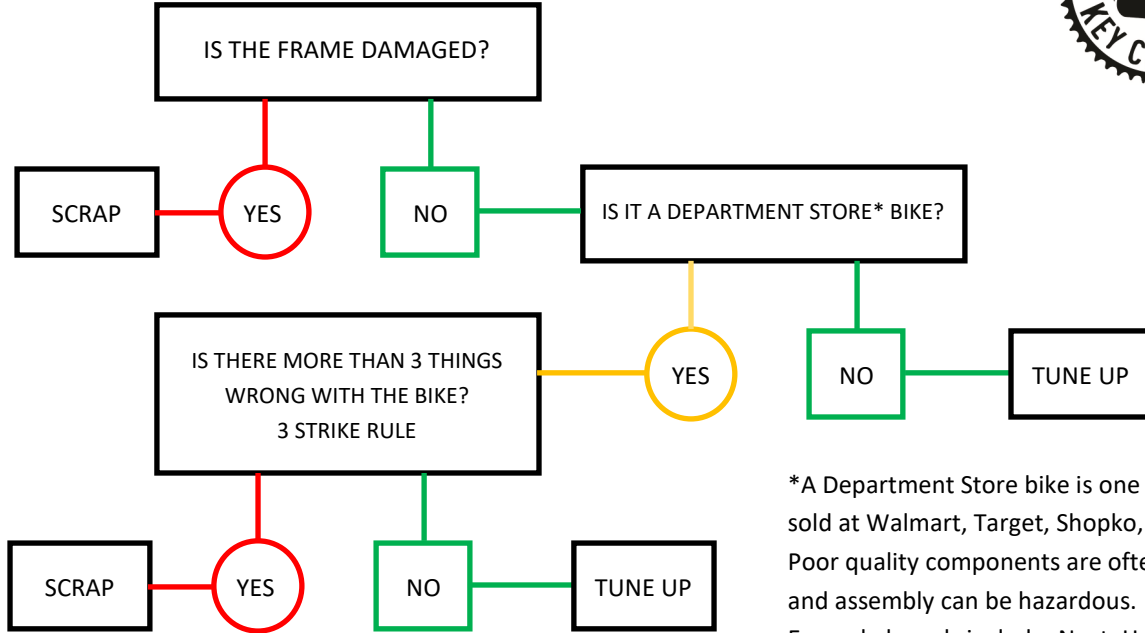 IS THE FRAME DAMAGED?
KEY
SCRAP
YES
NO
IS IT A DEPARTMENT STORE* BIKE?
IS THERE MORE THAN 3 THINGS
WRONG WITH THE BIKE?
3 STRIKE RULE
YES
NO
TUNE UP
*A Department Store bike is one
sold at Walmart, Target, Shopko,
Poor quality components are
and assembly can be hazardous.
SCRAP
YES
NO
TUNE UP